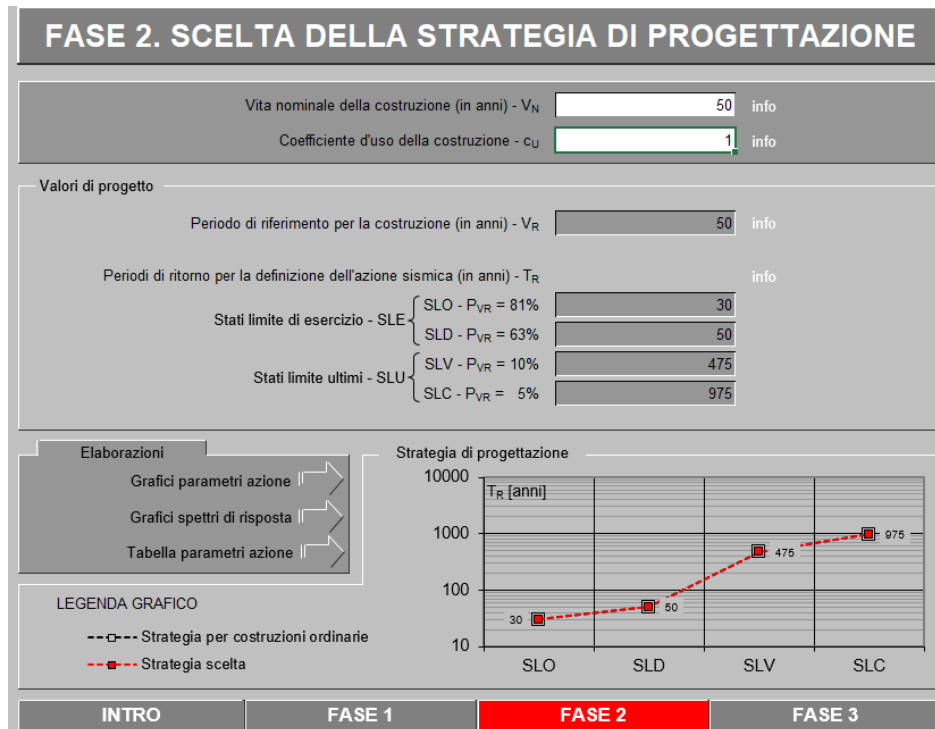 FASE 2. SCELTA DELLA STRATEGIA DI PROGETTAZIONE
Vita nominale della costruzione (in anni) - VN 50 info
Coefficiente d'uso della costruzione - cU 1 info
Valori di progetto
Periodo di riferimento per la costruzione (in anni) - VR 50 info
Periodi di ritorno per la definizione dell'azione sismica (in anni) - TR info
Stati limite di esercizio - SLE
SLO - PVR = 81% 30
SLD - PVR = 63% 50
Stati limite ultimi - SLU
SLV - PVR = 10% 475
SLC - PVR = 5% 975
Elaborazioni
Grafici parametri azione
Grafici spettri di risposta
Tabella parametri azione
LEGENDA GRAFICO
Strategia per costruzioni ordinarie
Strategia scelta
Strategia di progettazione
TR [anni]
10000
1000
100
10
30
50
475
975
SLO SLD SLV SLC
INTRO FASE 1 FASE 2 FASE 3